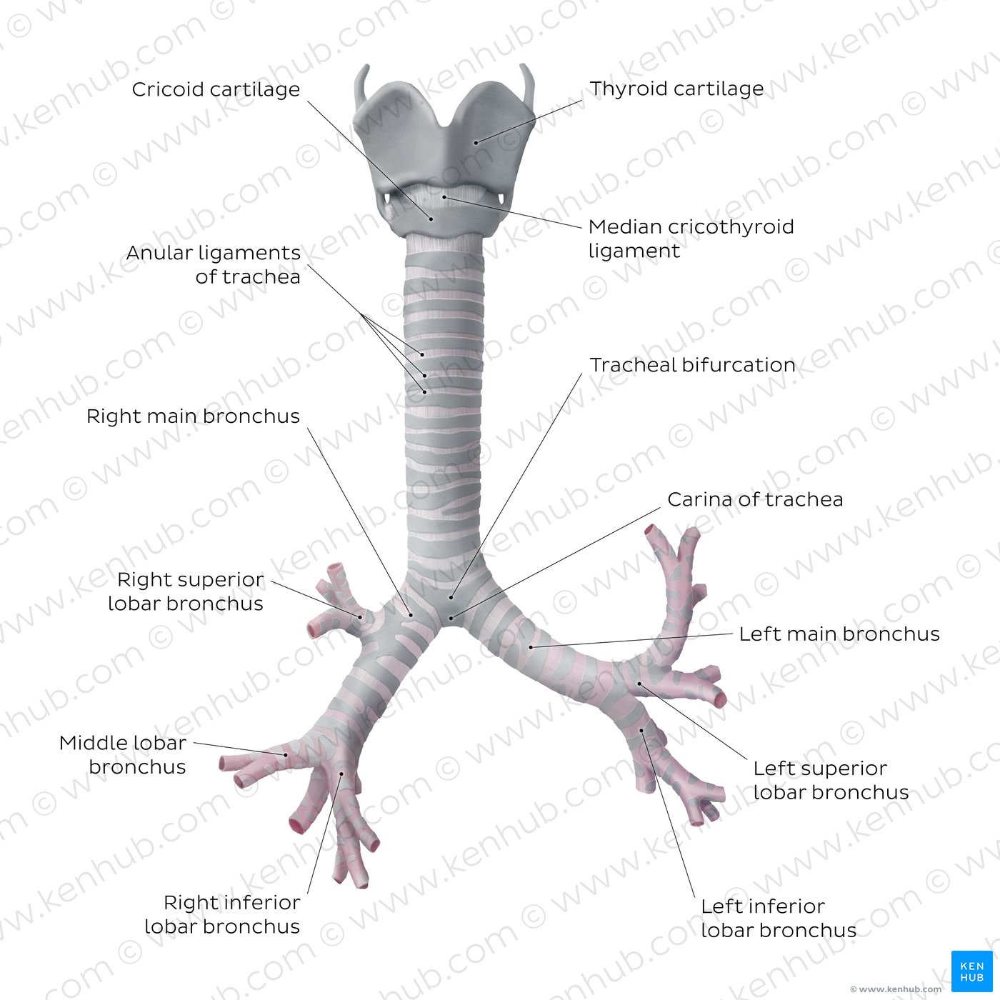 Cricoid cartilage
Thyroid cartilage
Median cricothyroid
ligament
Anular ligaments
of trachea
Tracheal bifurcation
Right main bronchus
Carina of trachea
Right superior
lobar bronchus
Left main bronchus
Middle lobar
bronchus
Left superior
lobar bronchus
Right inferior
lobar bronchus
Left inferior
lobar bronchus
KEN
HUB
© www.kenhub.com